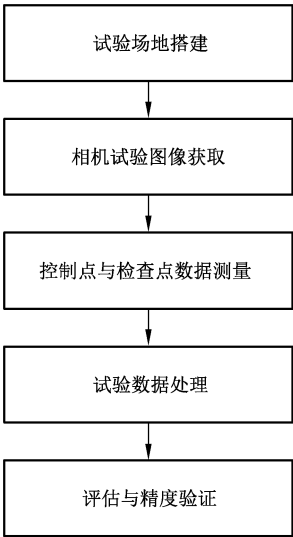 试验场地搭建
相机试验图像获取
控制点与检查点数据测量
试验数据处理
评估与精度验证